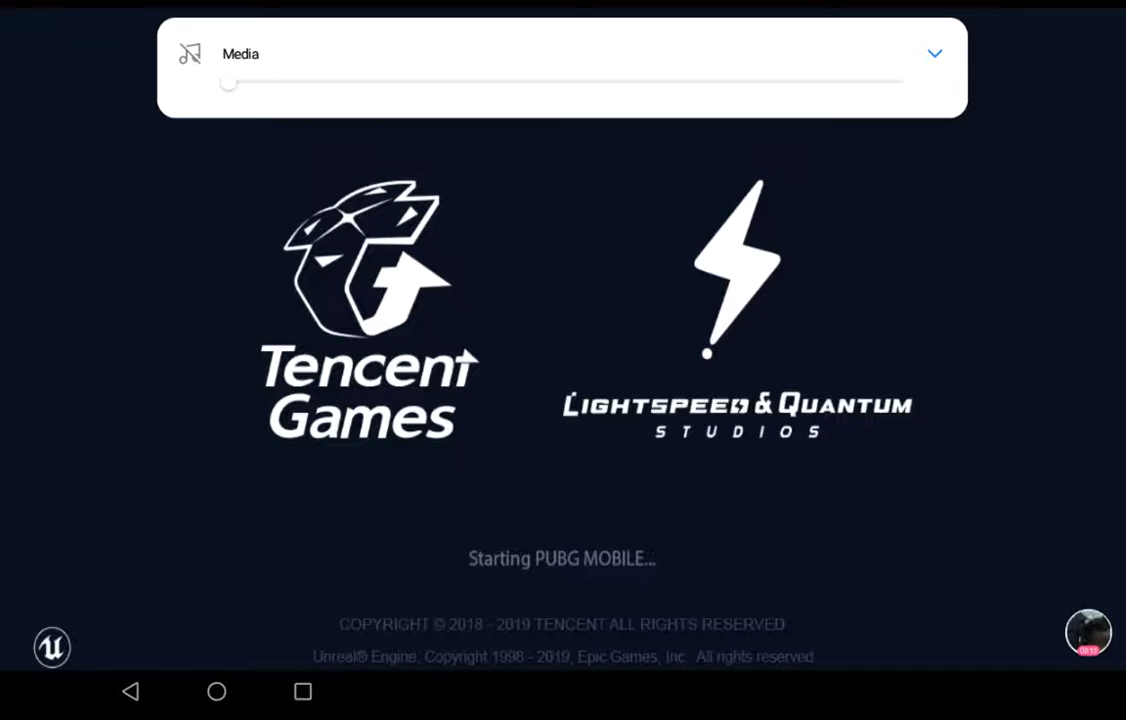 Media
Tencent
Games
LIGHTSPEED & QUANTUM
STUDIOS
Starting PUBG MOBILE...
COPYRIGHT © 2018 - 2019 TENCENT ALL RIGHTS RESERVED
Unreal® Engine, Copyright 1998 - 2019, Epic Games, Inc. All rights reserved